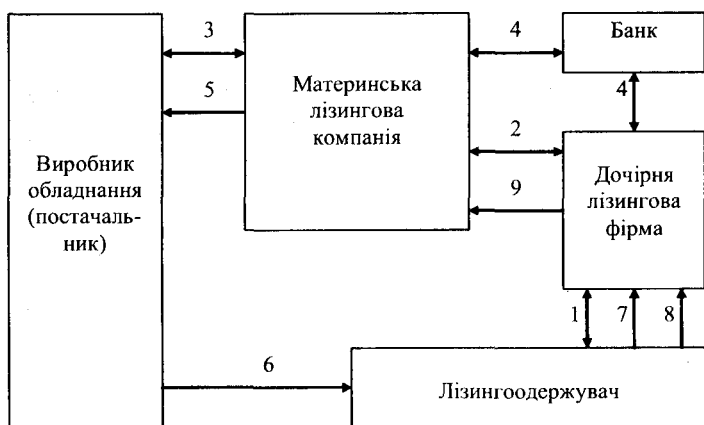 3
4
Банк
Материнська
лізингова
компанія
5
4
2
Виробник
обладнання
(постачаль-
ник)
Дочірня
лізингова
фірма
9
1
7
8
6
Лізингоодержувач